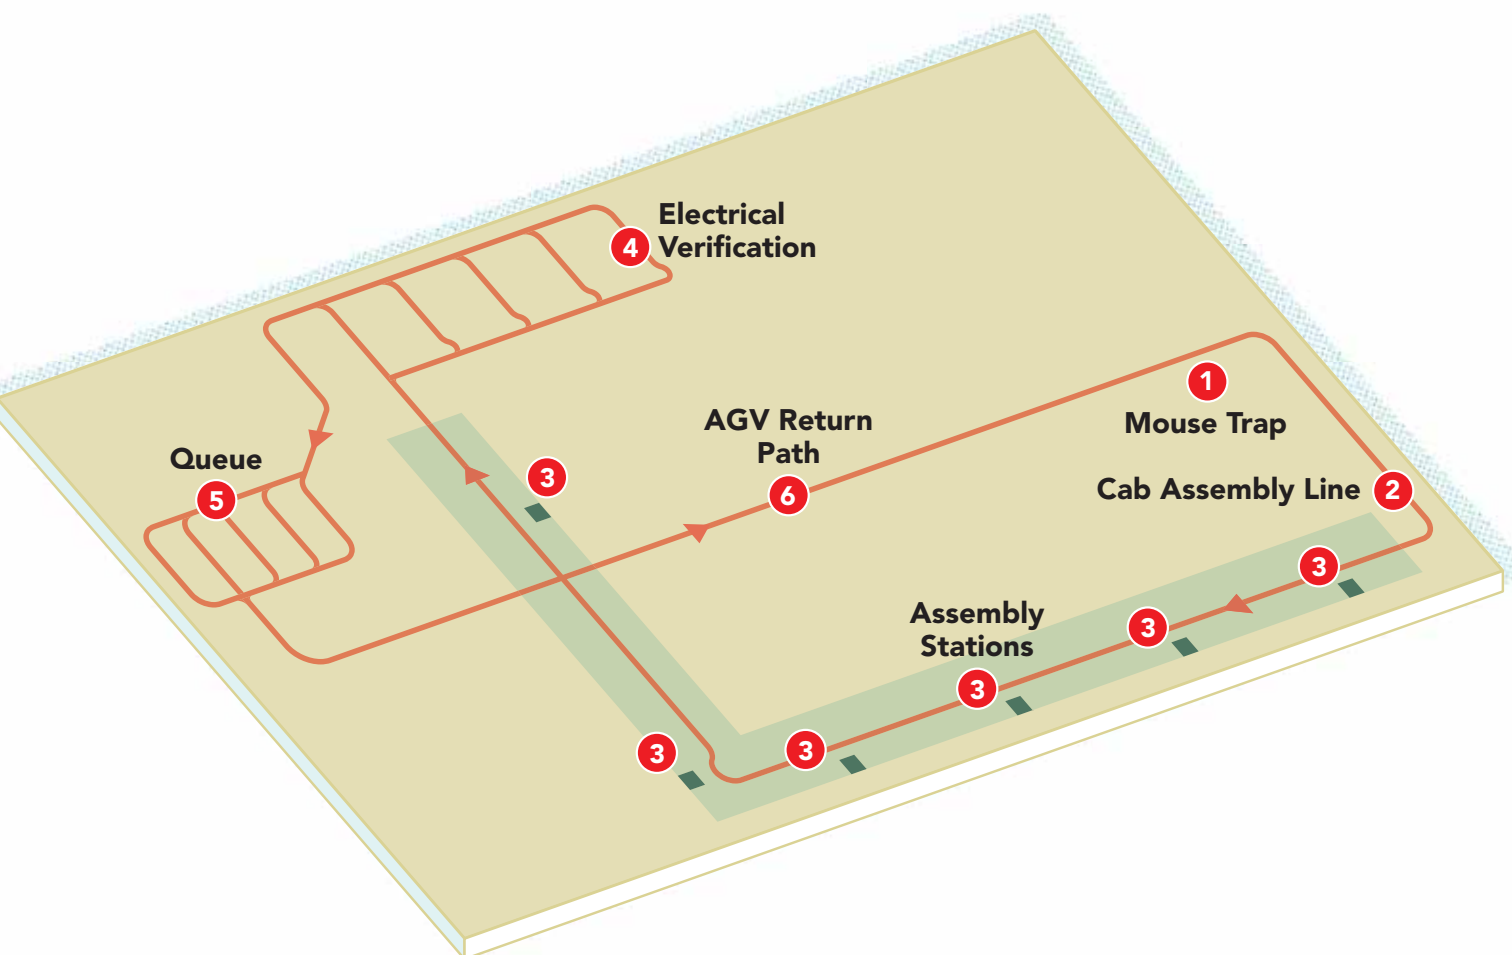 Electrical
4
Verification
1
Mouse Trap
AGV Return
Path
6
Queue
5
3
Cab Assembly Line 2
3
Assembly
Stations
3
3
3
3